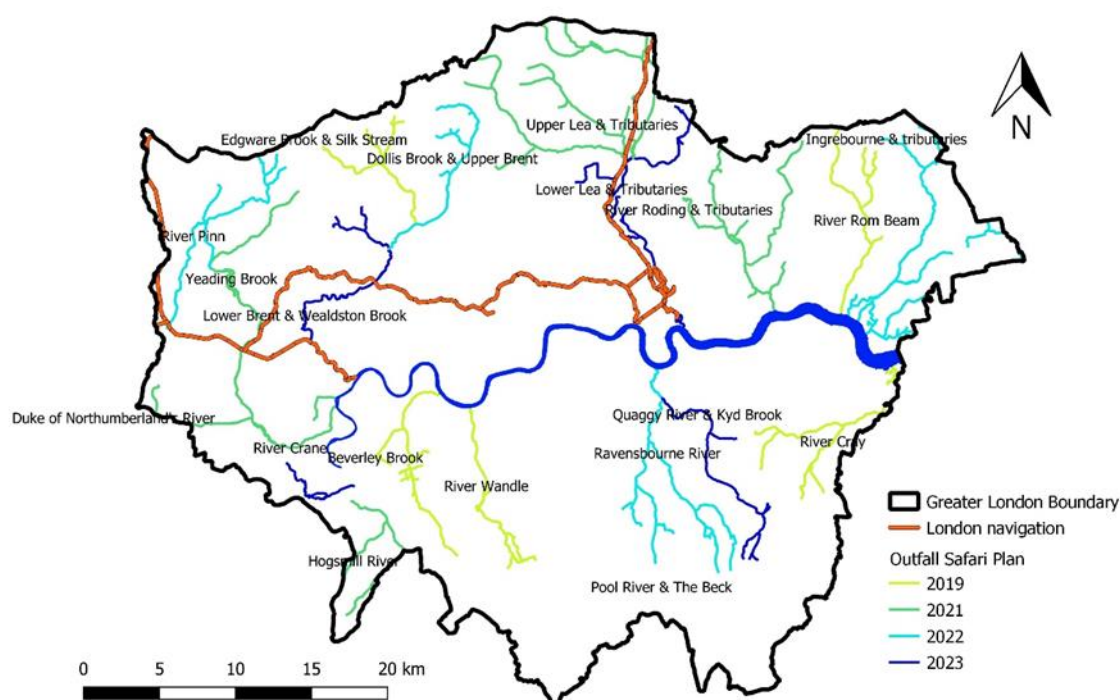 Upper Lea & Tributaries
Edgware Brook & Silk Stream
Ingrebourne & tributaries
Dollis Brook & Upper Brent
Lower Lea & Tributaries
River Roding & Tributaries
River Rom Beam
River Pinn
Yeading Brook
Lower Brent & Wealdston Brook
Duke of Northumberland's River
Quaggy River & Kyd Brook
River Crane
River Cray
Beverley Brook
Ravensbourne River
River Wandle
Hogsmill River
Pool River & The Beck
N
Greater London Boundary
London navigation
Outfall Safari Plan
2019
2021
2022
2023
0 5 10 15 20 km